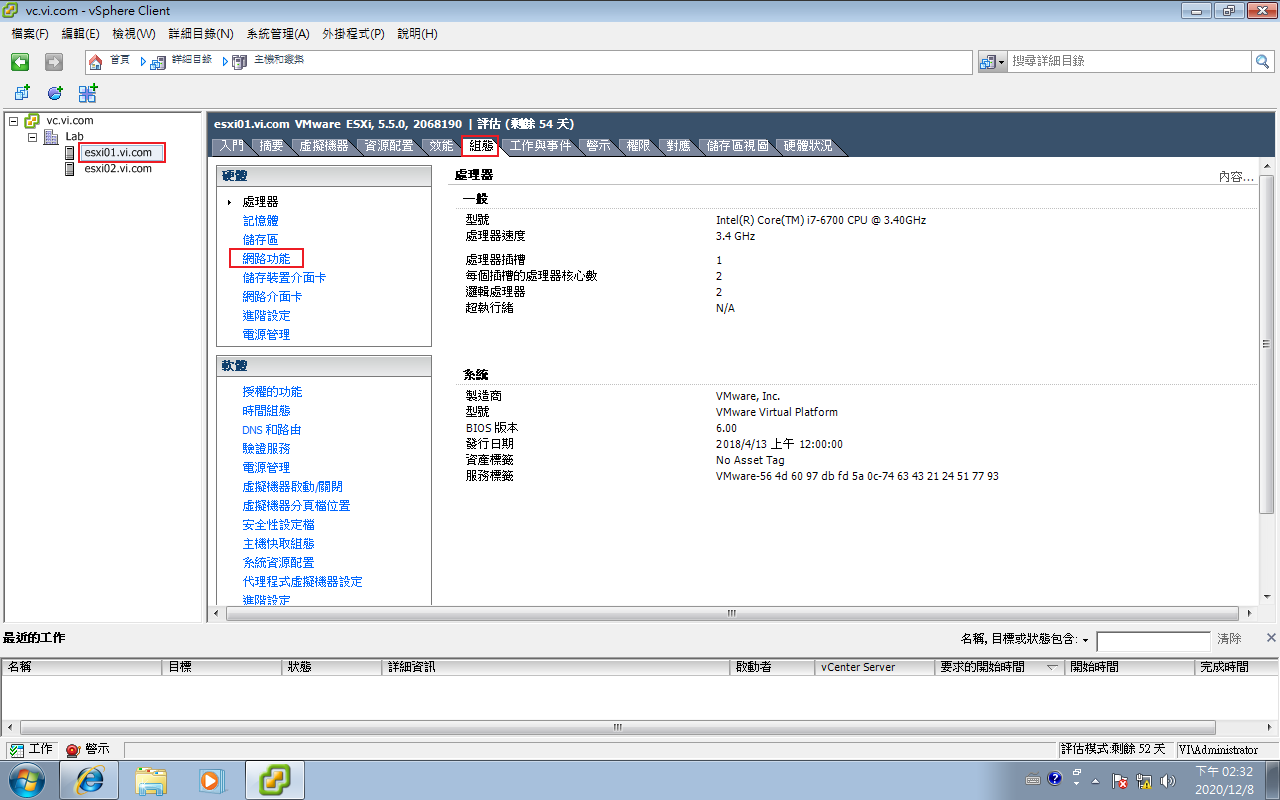 vc.vi.com - vSphere Client
檔案(F) 編輯(E) 檢視(W) 詳細目錄(N) 系統管理(A) 外掛程式(P) 說明(H)
首頁 詳細目錄 主機和叢集 搜尋詳細目錄
vc.vi.com
Lab
esxi01.vi.com
esxi02.vi.com
esxi01.vi.com VMware ESXi, 5.5.0, 2068190 | 評估 (剩餘 54 天)
入門 摘要 虛擬機器 資源配置 效能 組態 工作與事件 警示 權限 對應 儲存區視圖 硬體狀況
硬體
處理器
記憶體
儲存區
網路功能
儲存裝置介面卡
網路介面卡
進階設定
電源管理
軟體
授權的功能
時間組態
DNS 和路由
驗證服務
電源管理
虛擬機器啟動/關閉
虛擬機器分頁檔位置
安全性設定檔
主機快取組態
系統資源配置
代理程式虛擬機器設定
進階設定
處理器 內容...
一般
型號 Intel(R) Core(TM) i7-6700 CPU @ 3.40GHz
處理器速度 3.4 GHz
處理器插槽 1
每個插槽的處理器核心數 2
邏輯處理器 2
超執行緒 N/A
系統
製造商 VMware, Inc.
型號 VMware Virtual Platform
BIOS 版本 6.00
發行日期 2018/4/13 上午 12:00:00
資產標籤 No Asset Tag
服務標籤 VMware-56 4d 60 97 db fd 5a 0c-74 63 43 21 24 51 77 93
最近的工作 名稱, 目標或狀態包含: 清除
名稱 目標 狀態 詳細資訊 啟動者 vCenter Server 要求的開始時間 開始時間 完成時間
工作 警示 評估模式:剩餘 52 天 VI\Administrator
下午 02:32
2020/12/8